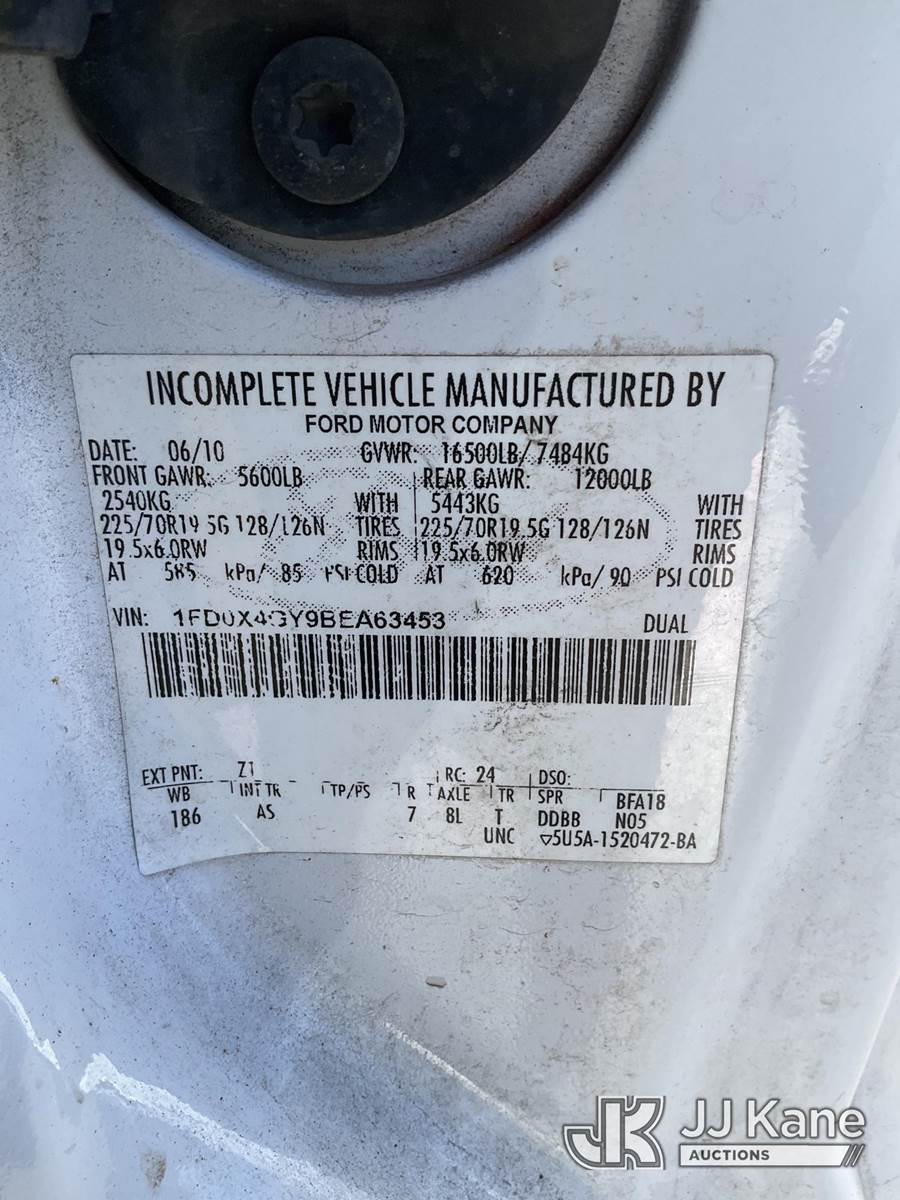 INCOMPLETE VEHICLE MANUFACTURED BY
FORD MOTOR COMPANY
DATE: 06/10 GVWR: 16500LB/ 7484KG
FRONT GAWR: 5600LB REAR GAWR: 12000LB
2540KG WITH 5443KG WITH
225/70R19.5G 128/126N TIRES 225/70R19.5G 128/126N TIRES
19.5x6.0RW RIMS 19.5x6.0RW RIMS
AT 585 kPa/ 85 PSI COLD AT 620 kPa/ 90 PSI COLD
VIN: 1FD0X4GY9BEA63453 DUAL
EXT PNT: Z1 RC: 24 DSO:
WB INT TR TP/PS R AXLE TR SPR BFA18
186 AS 7 8L T DDBB N05
UNC ▽5U5A-1520472-BA
JK JJ Kane
AUCTIONS